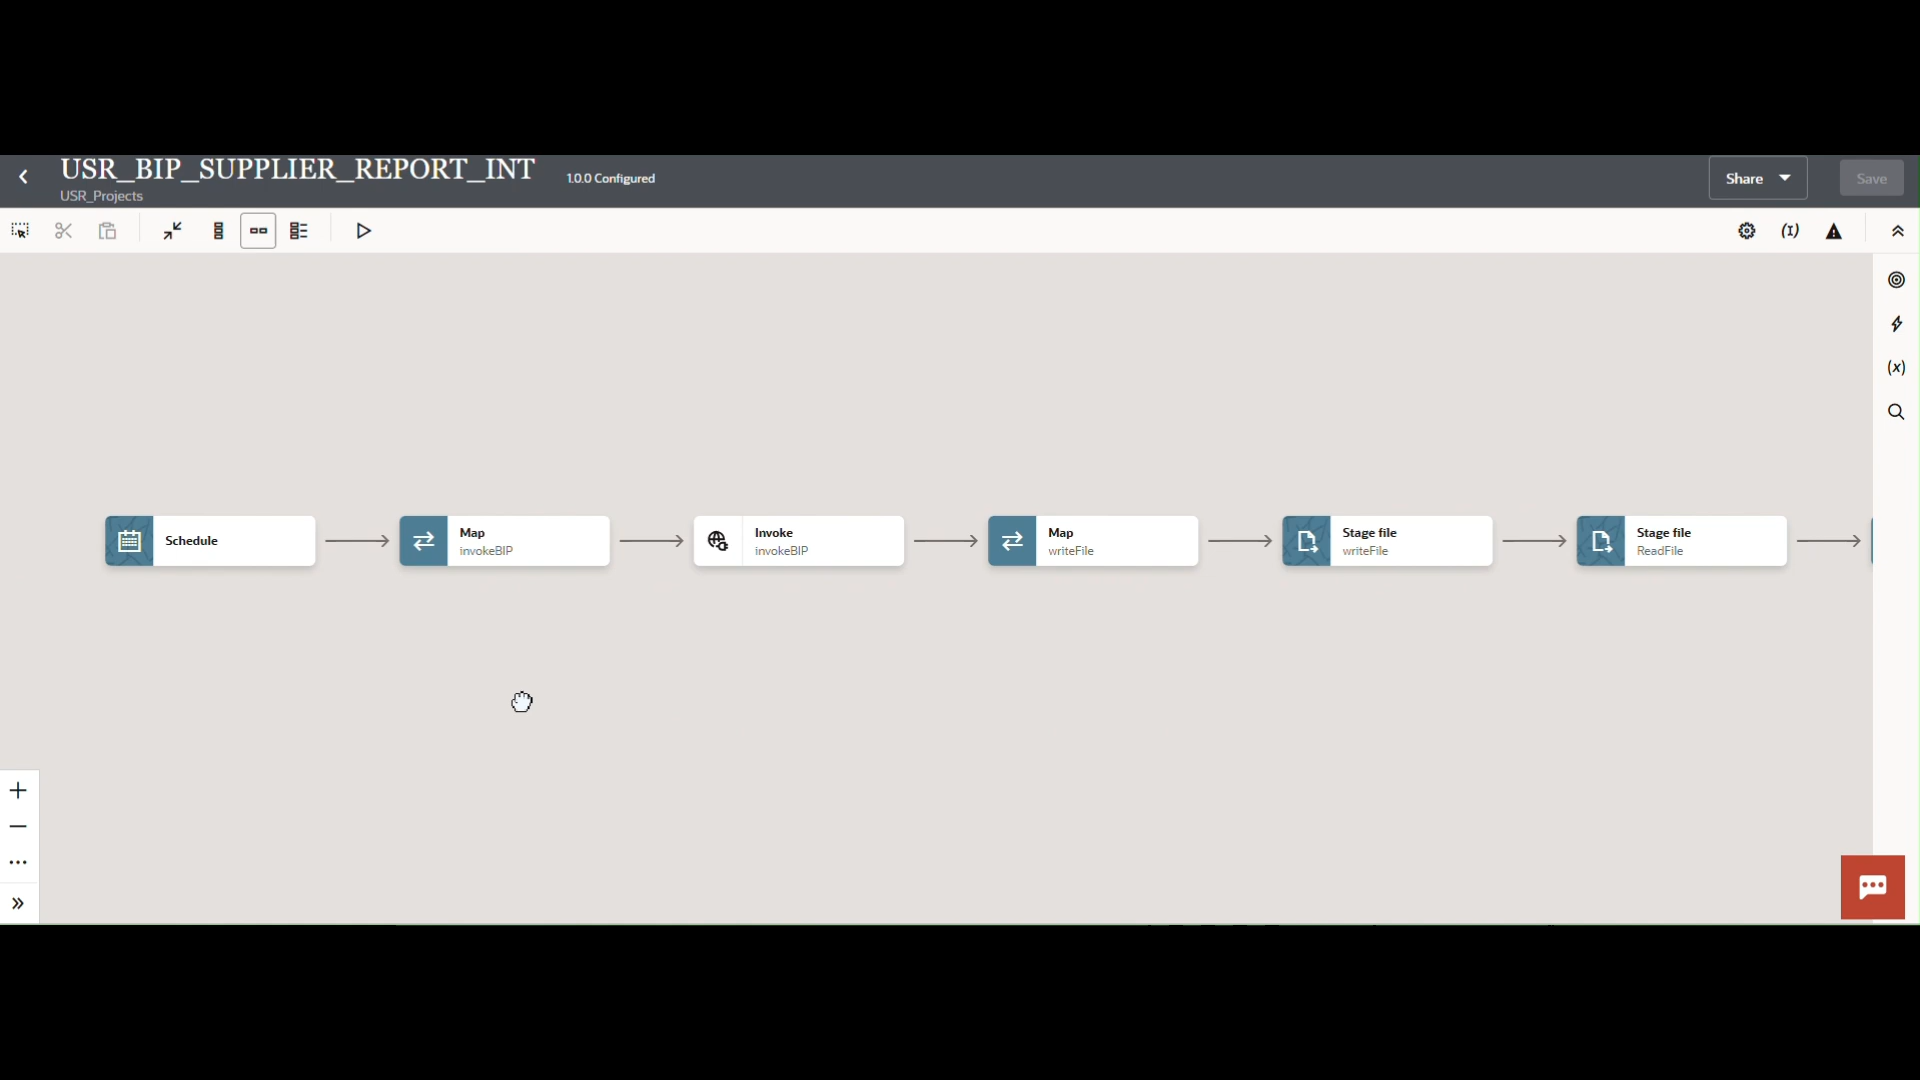 USR_BIP_SUPPLIER_REPORT_INT
1.0.0 Configured
USR_Projects
Share
Save
Schedule
Map
invokeBIP
Invoke
invokeBIP
Map
writeFile
Stage file
writeFile
Stage file
ReadFile